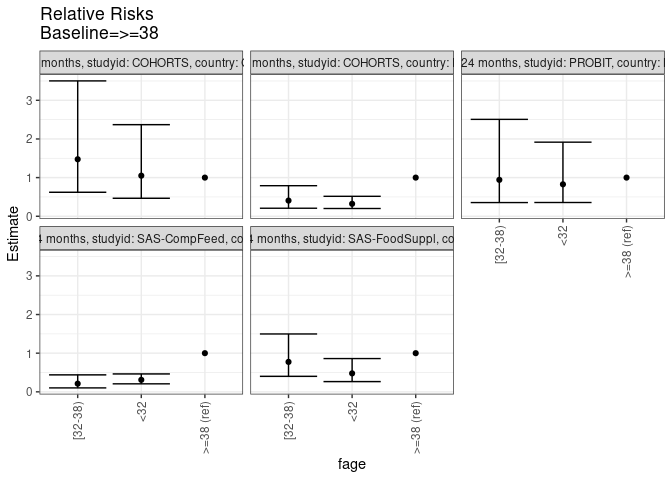 Relative Risks
Baseline=>=38
months, studyid: COHORTS, country:
months, studyid: COHORTS, country:
24 months, studyid: PROBIT, country:
3
2
1
0
[32-38)
<32
>=38 (ref)
months, studyid: SAS-CompFeed, co
months, studyid: SAS-FoodSuppl, co
3
2
1
0
[32-38)
<32
>=38 (ref)
[32-38)
<32
>=38 (ref)
Estimate
fage